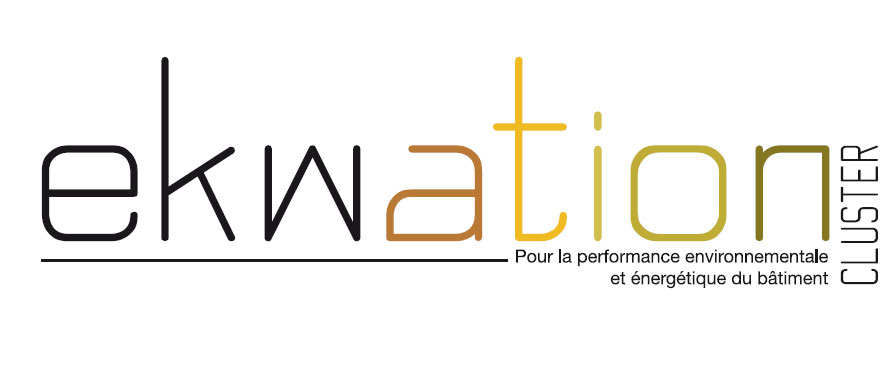 ekwation
CLUSTER
Pour la performance environnementale
et énergétique du bâtiment